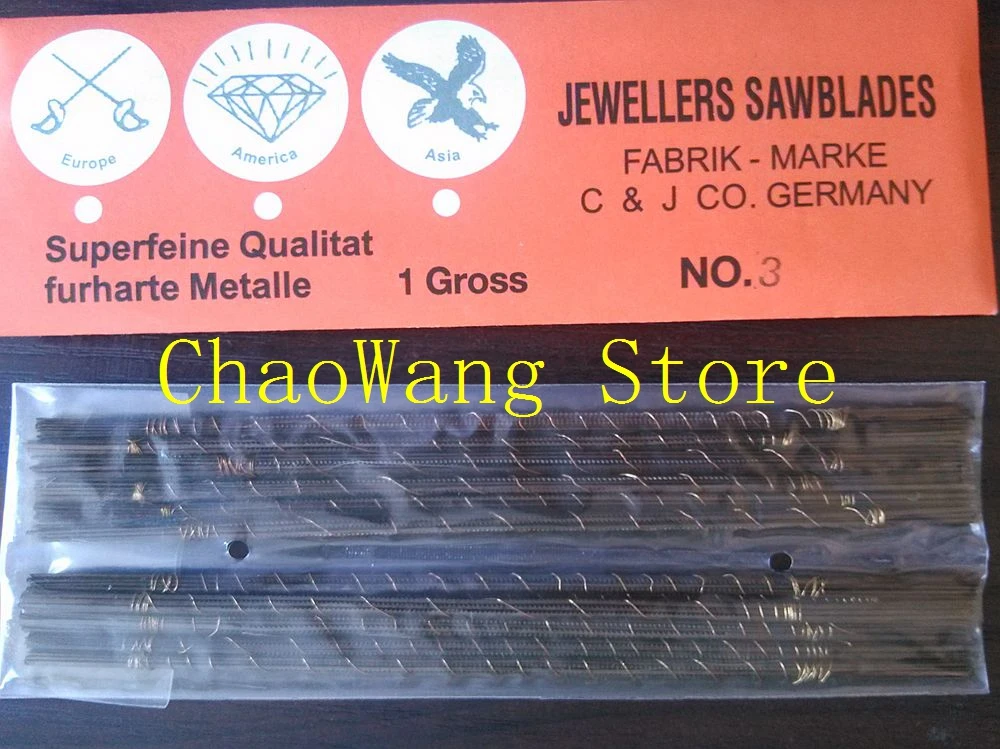 Europe
America
Asia
JEWELLERS SAWBLADES
FABRIK - MARKE
C & J CO. GERMANY
Superfeine Qualitat
furharte Metalle
1 Gross
NO. 3
ChaoWang Store